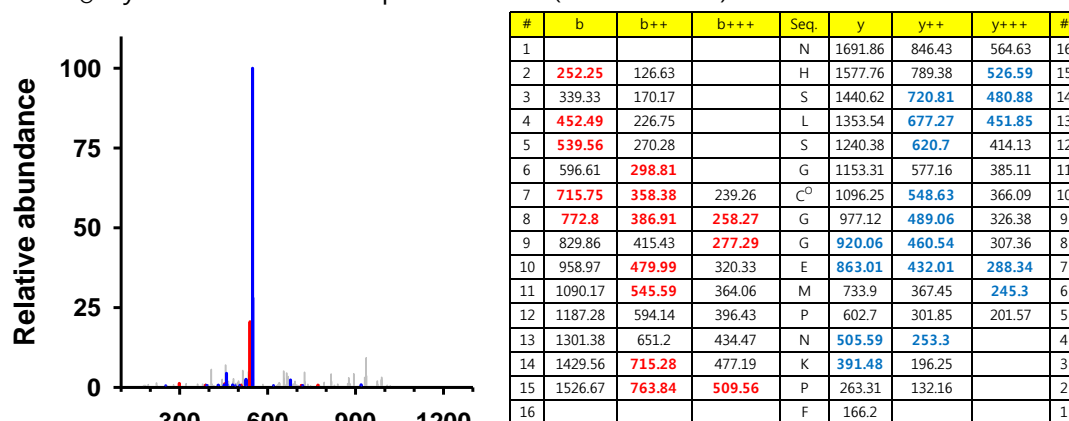 Relative abundance
100
75
50
25
0
300 600 900 1200
# b b++ b+++ Seq. y y++ y+++ #
1 N 1691.86 846.43 564.63 16
2 252.25 126.63 H 1577.76 789.38 526.59 15
3 339.33 170.17 S 1440.62 720.81 480.88 14
4 452.49 226.75 L 1353.54 677.27 451.85 13
5 539.56 270.28 S 1240.38 620.7 414.13 12
6 596.61 298.81 G 1153.31 577.16 385.11 11
7 715.75 358.38 239.26 C^O 1096.25 548.63 366.09 10
8 772.8 386.91 258.27 G 977.12 489.06 326.38 9
9 829.86 415.43 277.29 G 920.06 460.54 307.36 8
10 958.97 479.99 320.33 E 863.01 432.01 288.34 7
11 1090.17 545.59 364.06 M 733.9 367.45 245.3 6
12 1187.28 594.14 396.43 P 602.7 301.85 201.57 5
13 1301.38 651.2 434.47 N 505.59 253.3 4
14 1429.56 715.28 477.19 K 391.48 196.25 3
15 1526.67 763.84 509.56 P 263.31 132.16 2
16 F 166.2 1